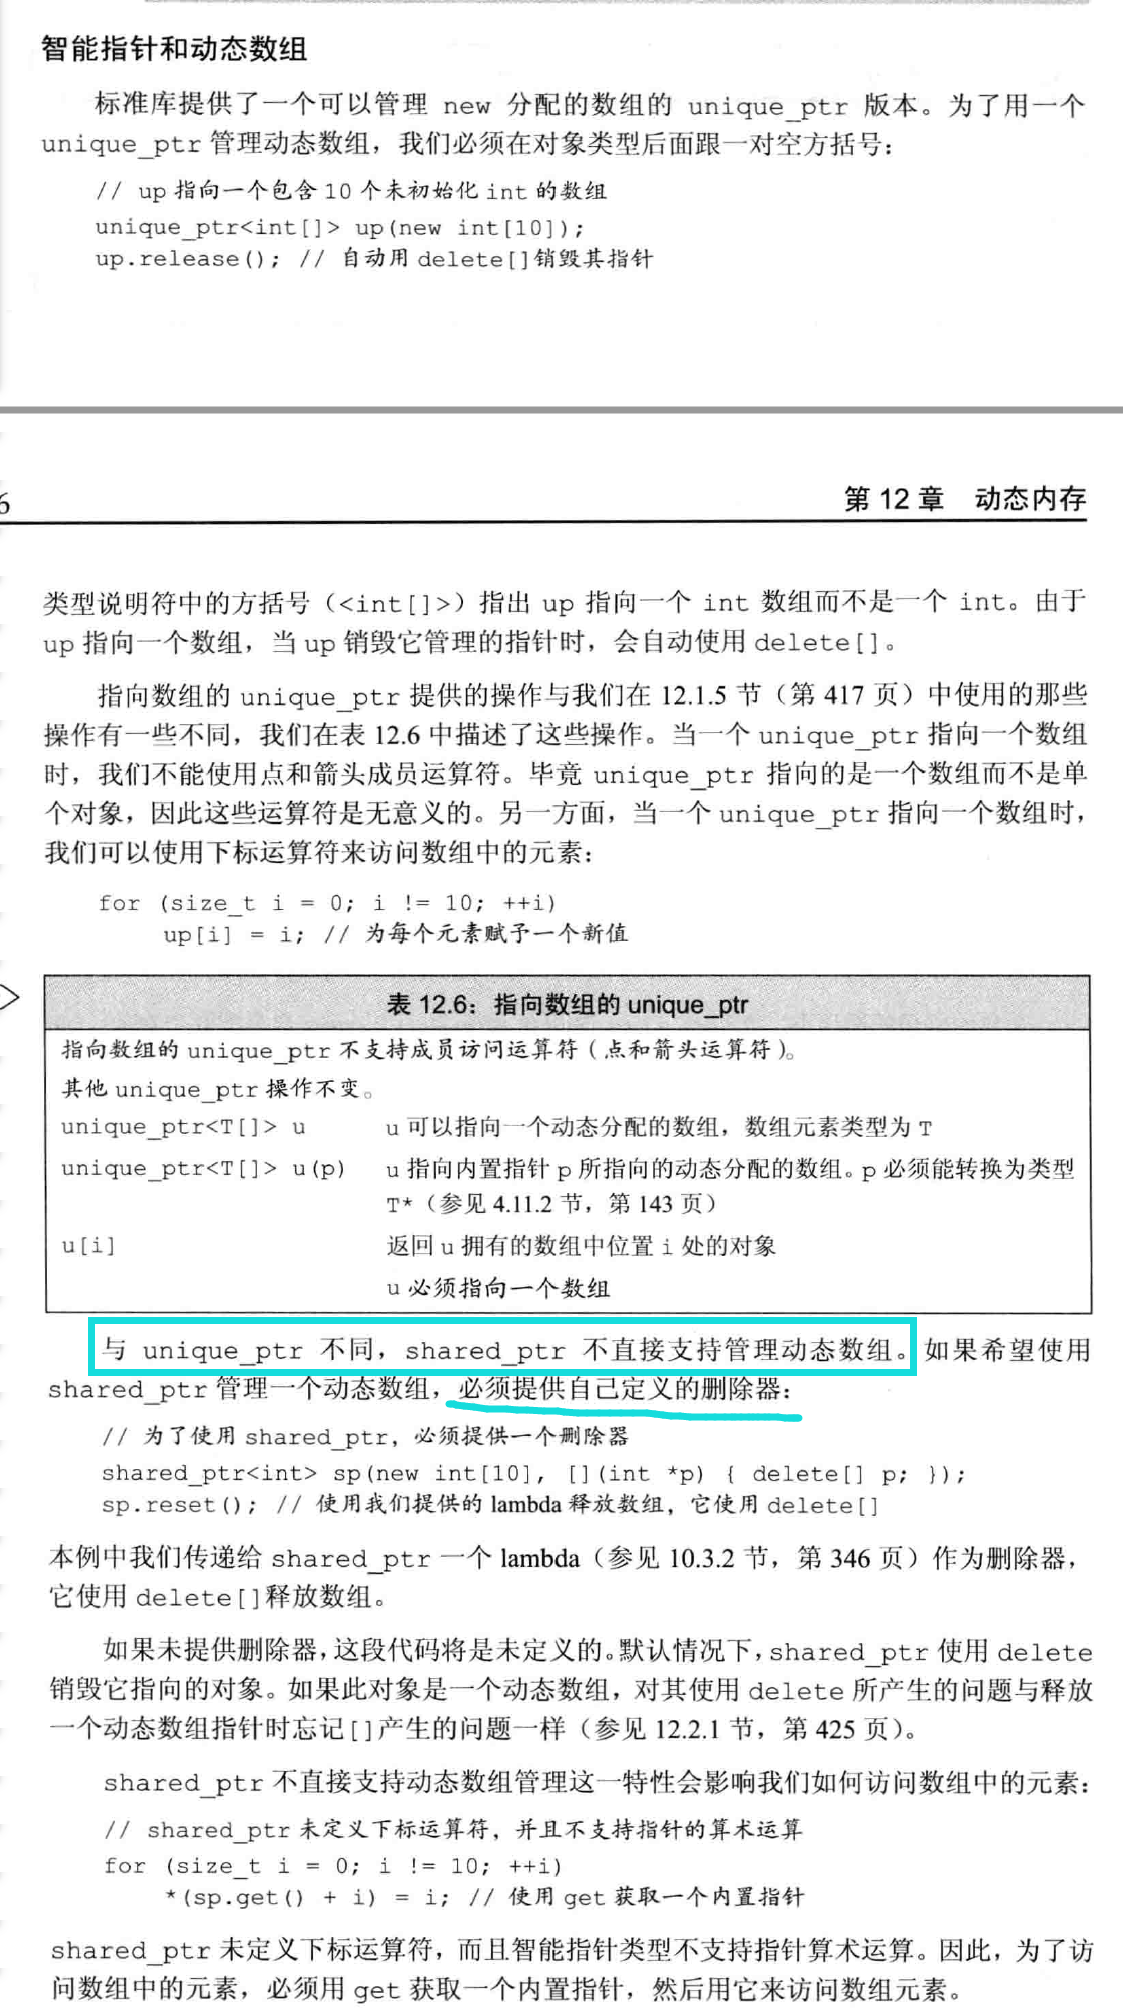 智能指针和动态数组
标准库提供了一个可以管理 new 分配的数组的 unique_ptr 版本。为了用一个
unique_ptr 管理动态数组，我们必须在对象类型后面跟一对空方括号：
// up 指向一个包含 10 个未初始化 int 的数组
unique_ptr<int[]> up(new int[10]);
up.release(); // 自动用 delete[]销毁其指针
6
第 12 章 动态内存
类型说明符中的方括号（<int[]>）指出 up 指向一个 int 数组而不是一个 int。由于
up 指向一个数组，当 up 销毁它管理的指针时，会自动使用 delete[]。
指向数组的 unique_ptr 提供的操作与我们在 12.1.5 节（第 417 页）中使用的那些
操作有一些不同，我们在表 12.6 中描述了这些操作。当一个 unique_ptr 指向一个数组
时，我们不能使用点和箭头成员运算符。毕竟 unique_ptr 指向的是一个数组而不是单
个对象，因此这些运算符是无意义的。另一方面，当一个 unique_ptr 指向一个数组时，
我们可以使用下标运算符来访问数组中的元素：
for (size_t i = 0; i != 10; ++i)
up[i] = i; // 为每个元素赋予一个新值
表 12.6：指向数组的 unique_ptr
指向数组的 unique_ptr 不支持成员访问运算符（点和箭头运算符）。
其他 unique_ptr 操作不变。
unique_ptr<T[]> u u 可以指向一个动态分配的数组，数组元素类型为 T
unique_ptr<T[]> u(p) u 指向内置指针 p 所指向的动态分配的数组。p 必须能转换为类型
T*（参见 4.11.2 节，第 143 页）
u[i] 返回 u 拥有的数组中位置 i 处的对象
u 必须指向一个数组
与 unique_ptr 不同，shared_ptr 不直接支持管理动态数组。如果希望使用
shared_ptr 管理一个动态数组，必须提供自己定义的删除器：
// 为了使用 shared_ptr，必须提供一个删除器
shared_ptr<int> sp(new int[10], [](int *p) { delete[] p; });
sp.reset(); // 使用我们提供的 lambda 释放数组，它使用 delete[]
本例中我们传递给 shared_ptr 一个 lambda（参见 10.3.2 节，第 346 页）作为删除器，
它使用 delete[]释放数组。
如果未提供删除器，这段代码将是未定义的。默认情况下，shared_ptr 使用 delete
销毁它指向的对象。如果此对象是一个动态数组，对其使用 delete 所产生的问题与释放
一个动态数组指针时忘记[]产生的问题一样（参见 12.2.1 节，第 425 页）。
shared_ptr 不直接支持动态数组管理这一特性会影响我们如何访问数组中的元素：
// shared_ptr 未定义下标运算符，并且不支持指针的算术运算
for (size_t i = 0; i != 10; ++i)
*(sp.get() + i) = i; // 使用 get 获取一个内置指针
shared_ptr 未定义下标运算符，而且智能指针类型不支持指针算术运算。因此，为了访
问数组中的元素，必须用 get 获取一个内置指针，然后用它来访问数组元素。